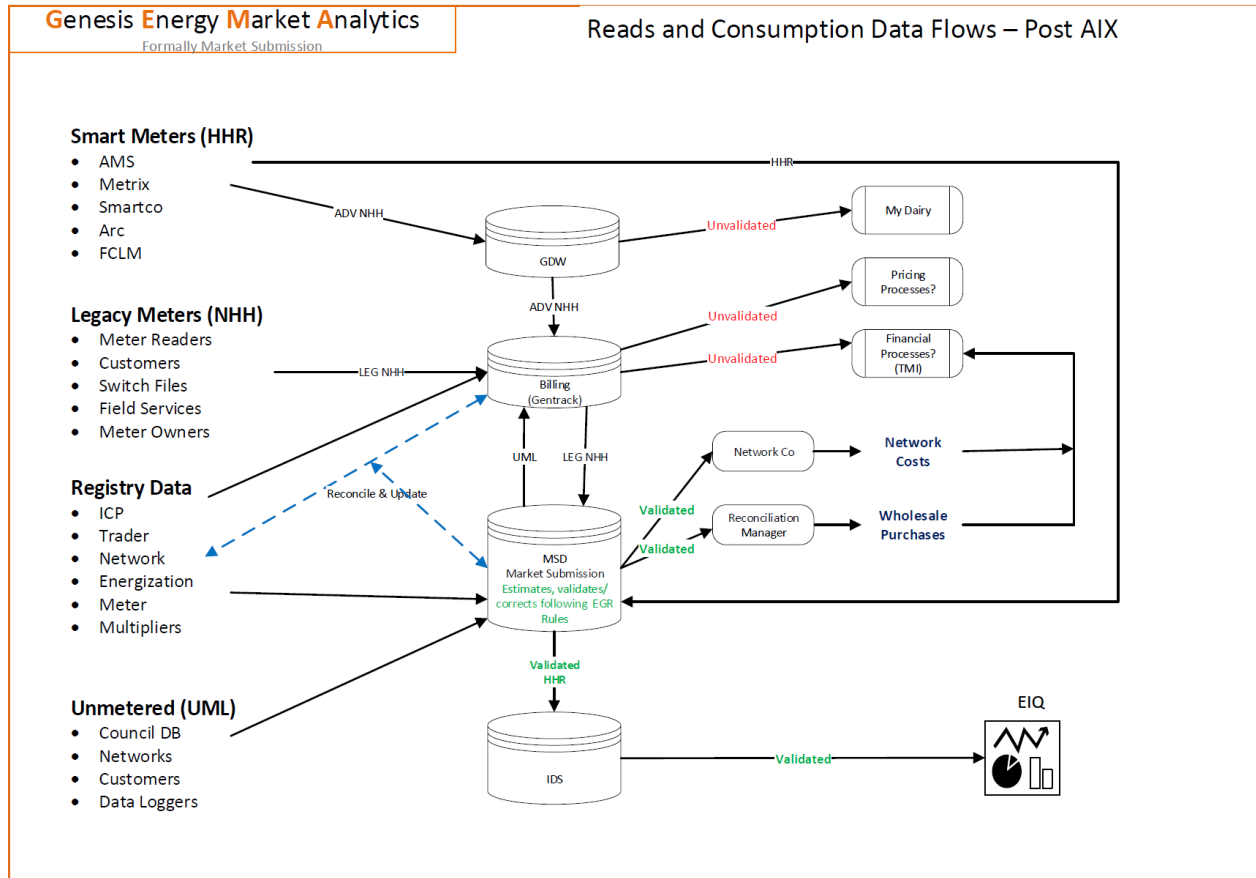 Genesis Energy Market Analytics
Formally Market Submission
Reads and Consumption Data Flows – Post AIX
Smart Meters (HHR)
• AMS
• Metrix
• Smartco
• Arc
• FCLM
HHR
ADV NHH
GDW
Unvalidated
My Dairy
ADV NHH
Pricing
Processes?
Unvalidated
Legacy Meters (NHH)
• Meter Readers
• Customers
• Switch Files
• Field Services
• Meter Owners
LEG NHH
Billing
(Gentrack)
Unvalidated
Financial
Processes?
(TMI)
UML
LEG NHH
Network Co
Network
Costs
Registry Data
• ICP
• Trader
• Network
• Energization
• Meter
• Multipliers
Reconcile & Update
Validated
Validated
Reconciliation
Manager
Wholesale
Purchases
MSD
Market Submission
Estimates, validates/
corrects following EGR
Rules
Validated
HHR
Unmetered (UML)
• Council DB
• Networks
• Customers
• Data Loggers
IDS
Validated
EIQ